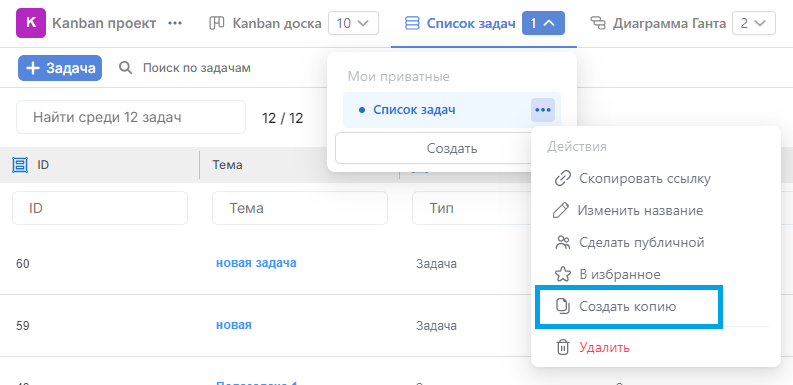 K Kanban проект ••• Kanban доска 10 Список задач 1 Диаграмма Ганта 2
+ Задача Поиск по задачам
Мои приватные
Список задач •••
Найти среди 12 задач 12 / 12
Создать
Действия
ID Тема
Скопировать ссылку
ID Тема Тип
Изменить название
Сделать публичной
60 новая задача Задача
В избранное
Создать копию
59 новая Задача
Удалить